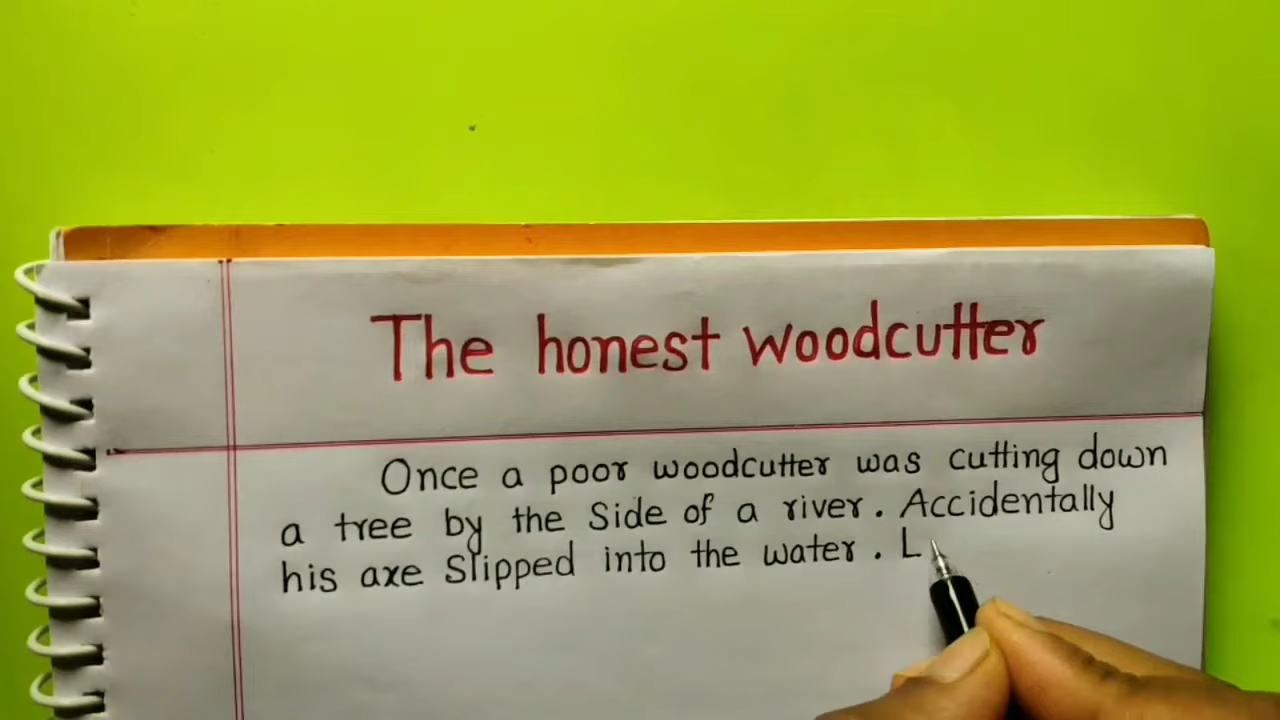 The honest woodcutter
Once a poor woodcutter was cutting down
a tree by the Side of a river. Accidentally
his axe Slipped into the water. L